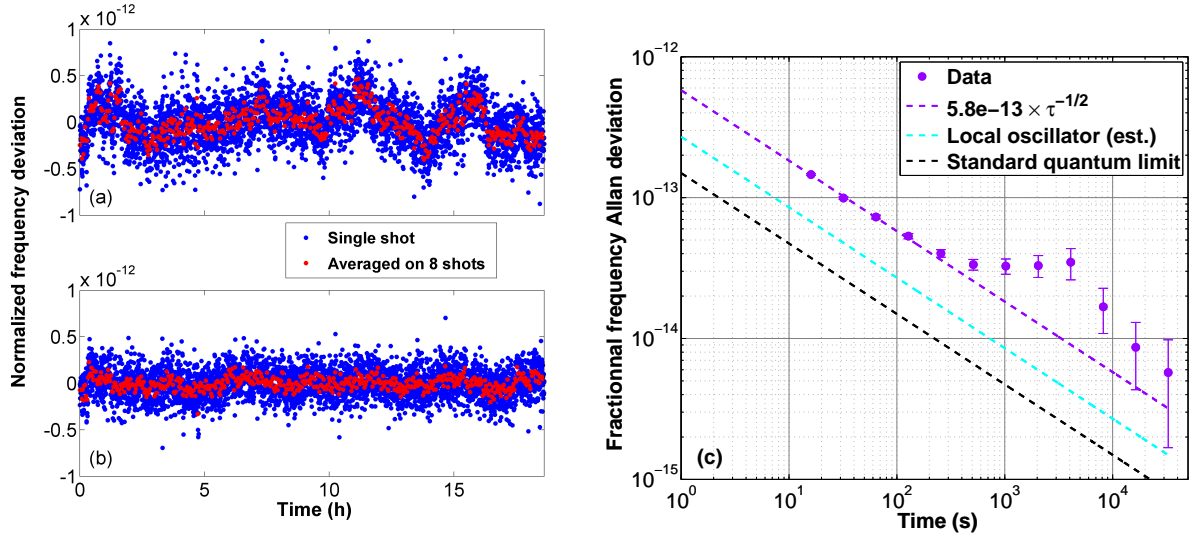 1 x 10^-12
0.5
0
-0.5
-1
(a)
Normalized frequency deviation
Single shot
Averaged on 8 shots
1 x 10^-12
0.5
0
-0.5
-1
(b)
0 5 10 15
Time (h)
10^−12
10^−13
10^−14
10^−15
Fractionnal frequency Allan deviation
Data
5.8e−13 × τ^−1/2
Local oscillator (est.)
Standard quantum limit
(c)
10^0 10^1 10^2 10^3 10^4
Time (s)